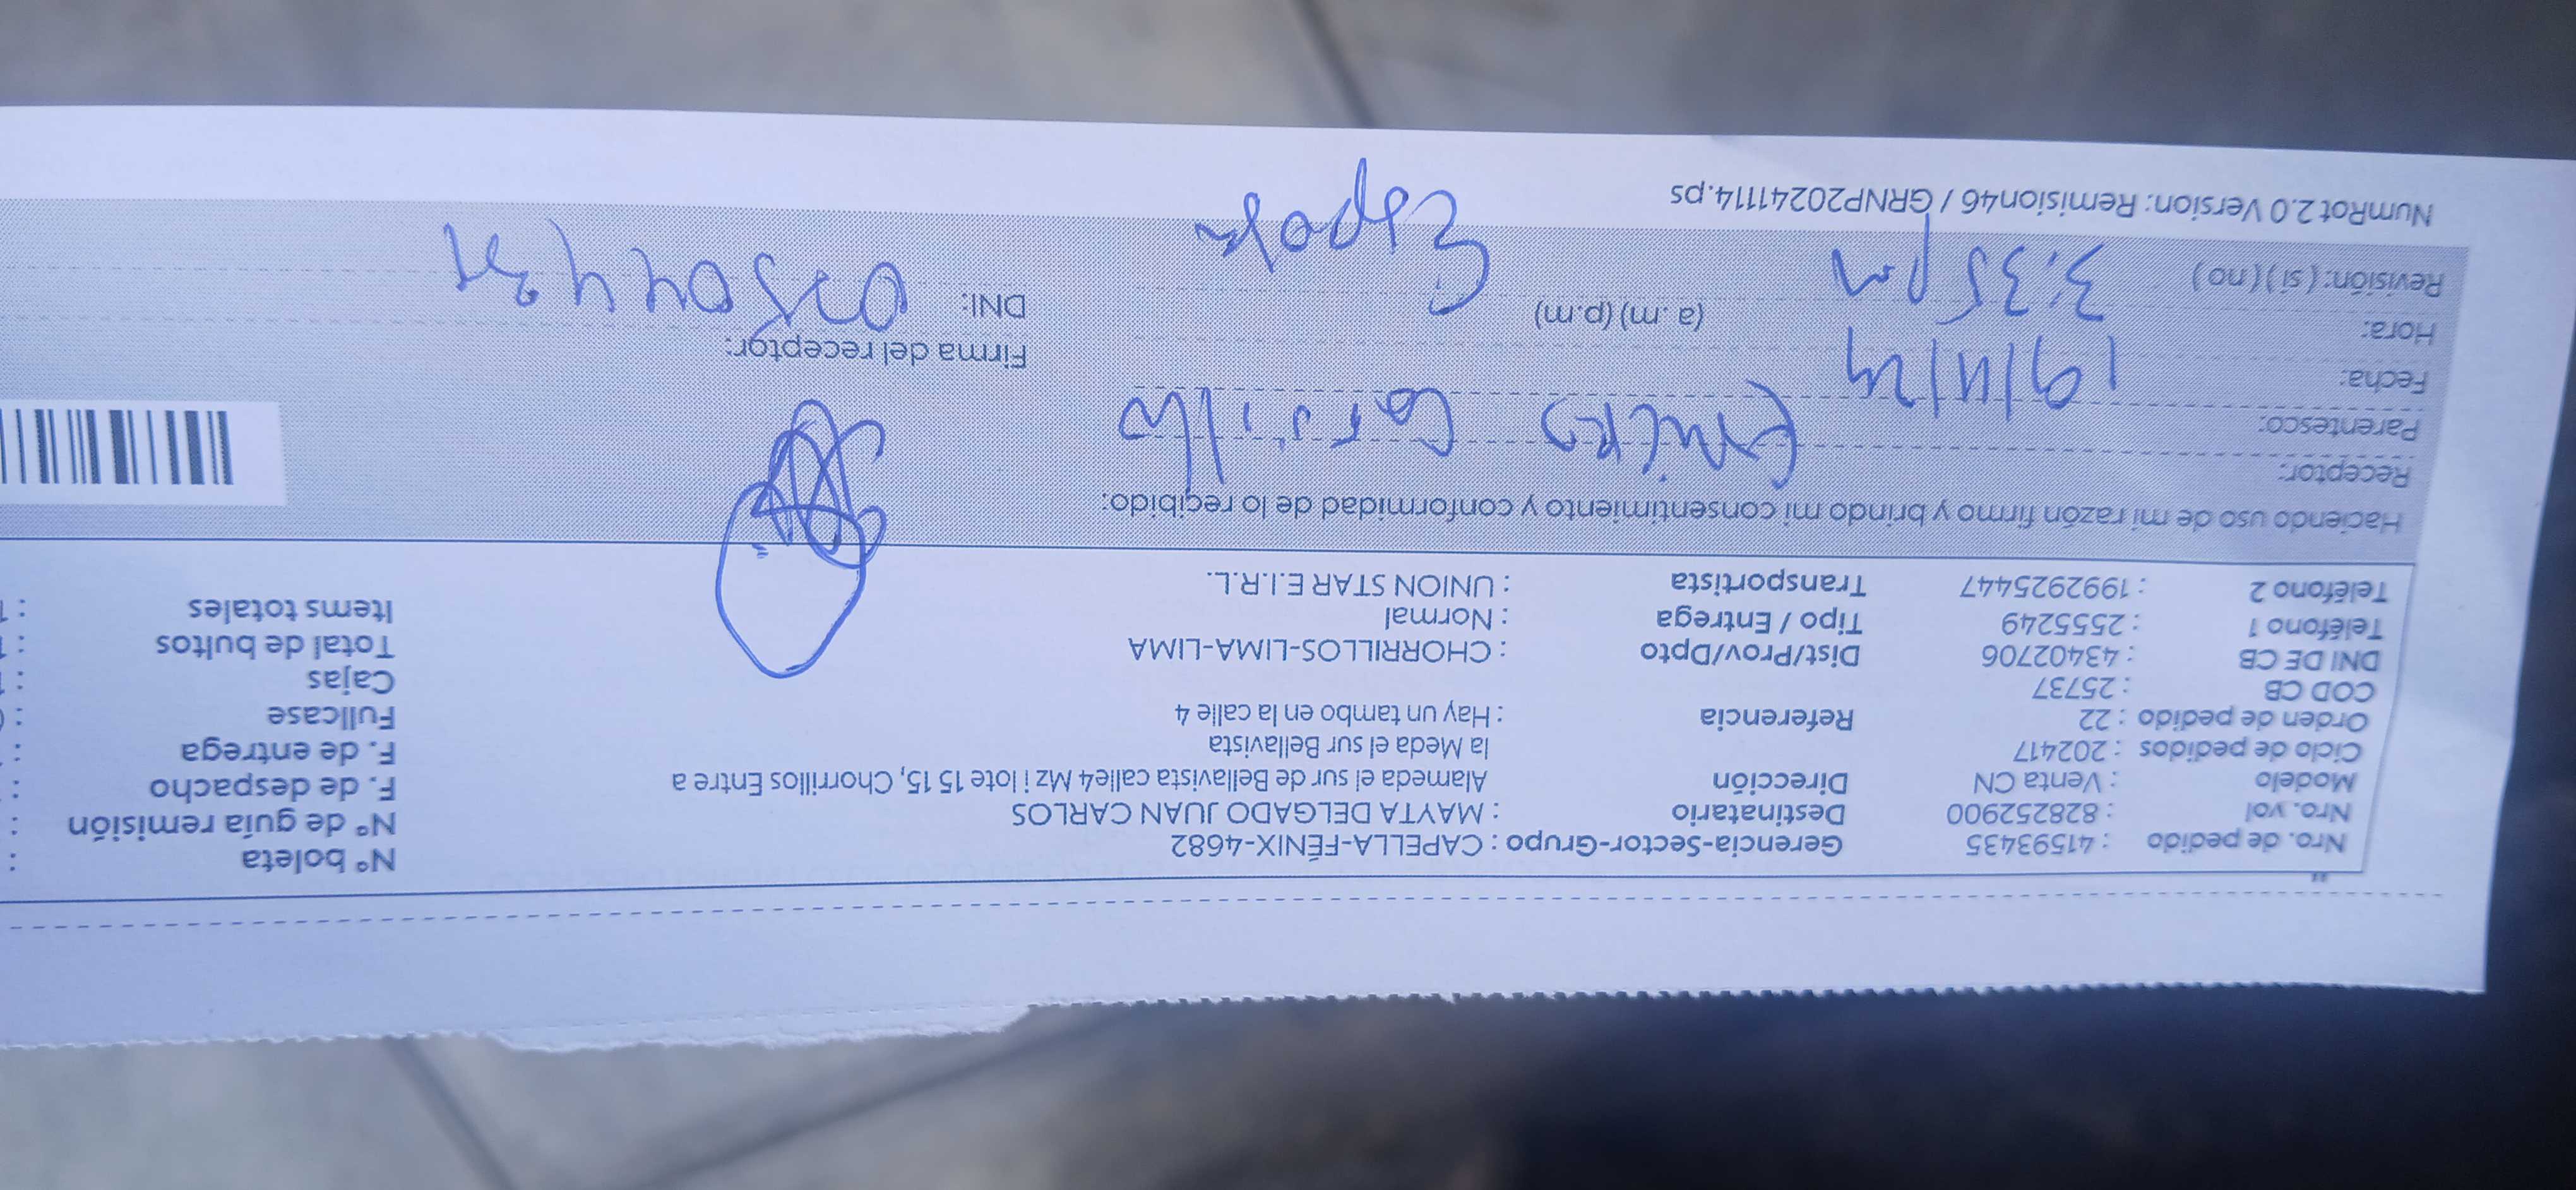 Nro. de pedido : 41593435 Gerencia-Sector-Grupo : CAPELLA-FÉNIX-4682 N° boleta :
Nro. vol : 828252900 Destinatario : MAYTA DELGADO JUAN CARLOS N° de guía remisión :
Modelo : Venta CN Dirección Alameda el sur de Bellavista calle4 Mz i lote 15 15, Chorrillos Entre a F. de despacho :
Ciclo de pedidos : 202417 la Meda el sur Bellavista F. de entrega :
Orden de pedido : 22 Referencia : Hay un tambo en la calle 4 Fullcase :
COD CB : 25737 Cajas :
DNI DE CB : 43402706 Dist/Prov/Dpto : CHORRILLOS-LIMA-LIMA Total de bultos :
Teléfono 1 : 2555249 Tipo / Entrega : Normal Items totales :
Teléfono 2 : 1992925447 Transportista : UNION STAR E.I.R.L.
Haciendo uso de mi razón firmo y brindo mi consentimiento y conformidad de lo recibido:
Receptor:
Parentesco:
Fecha: 19/11/24 Firma del receptor:
Hora: 3:35 pm (a .m) (p.m) DNI:
Revisión: ( sí ) ( no )
NumRot 2.0 Version: Remision46 / GRNP202411114.ps